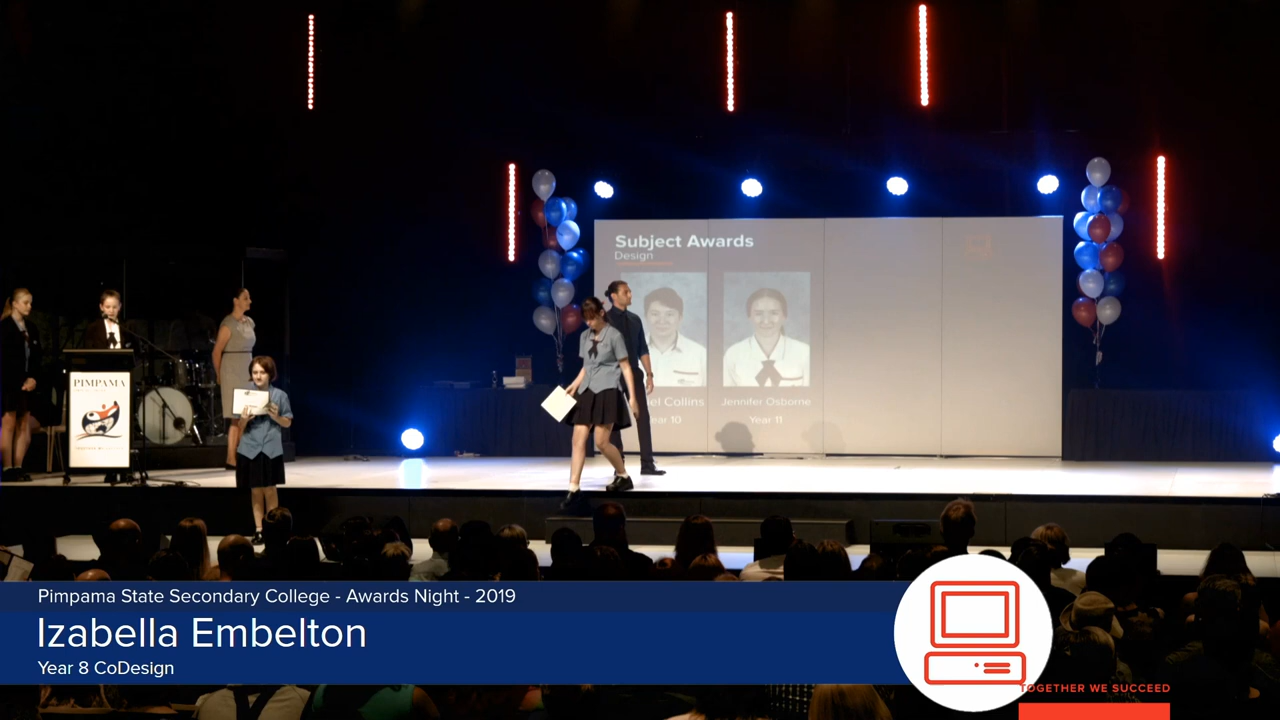 Subject Awards
Design
Collins
Jennifer Osborne
Year 10
Year 11
PIMPAMA
Pimpama State Secondary College - Awards Night - 2019
Izabella Embelton
Year 8 CoDesign
TOGETHER WE SUCCEED